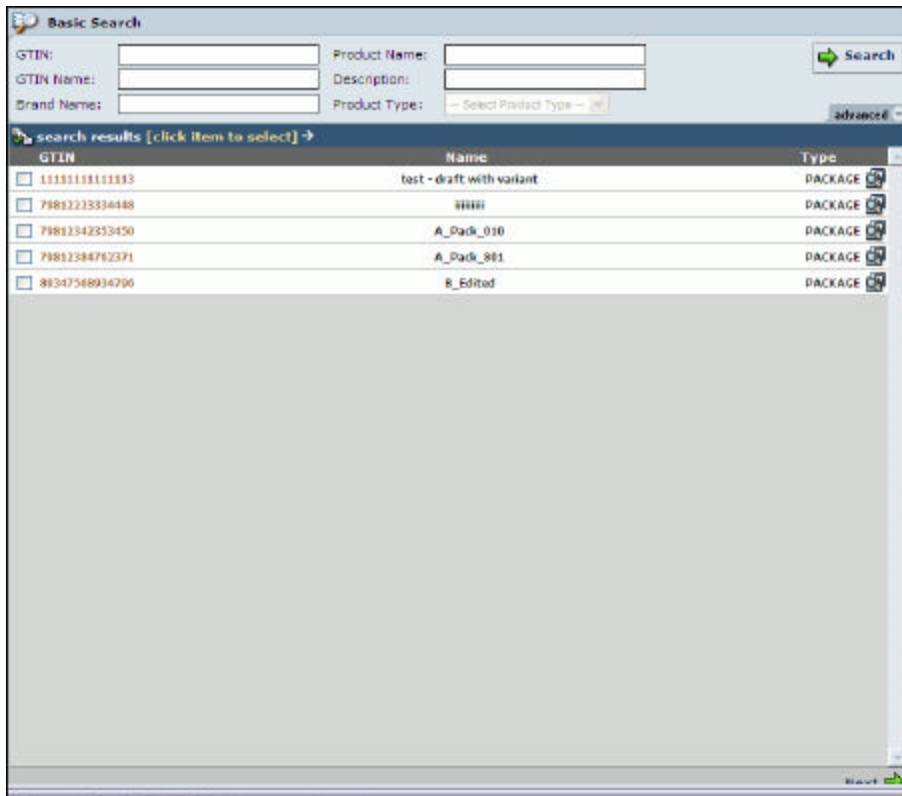 Basic Search
GTIN: Product Name: Search
GTIN Name: Description:
Brand Name: Product Type: -- Select Product Type --
advanced
search results [click item to select]
GTIN Name Type
11111111111113 test - draft with variant PACKAGE
79812223334448 iiiiiii PACKAGE
79812342353450 A_Pack_010 PACKAGE
79812384762371 A_Pack_801 PACKAGE
B_Edited PACKAGE
Next